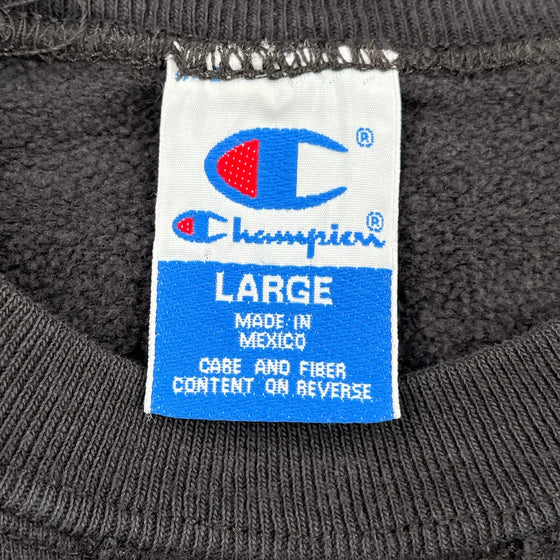 ®
Champion®
LARGE
MADE IN
MEXICO
CARE AND FIBER
CONTENT ON REVERSE